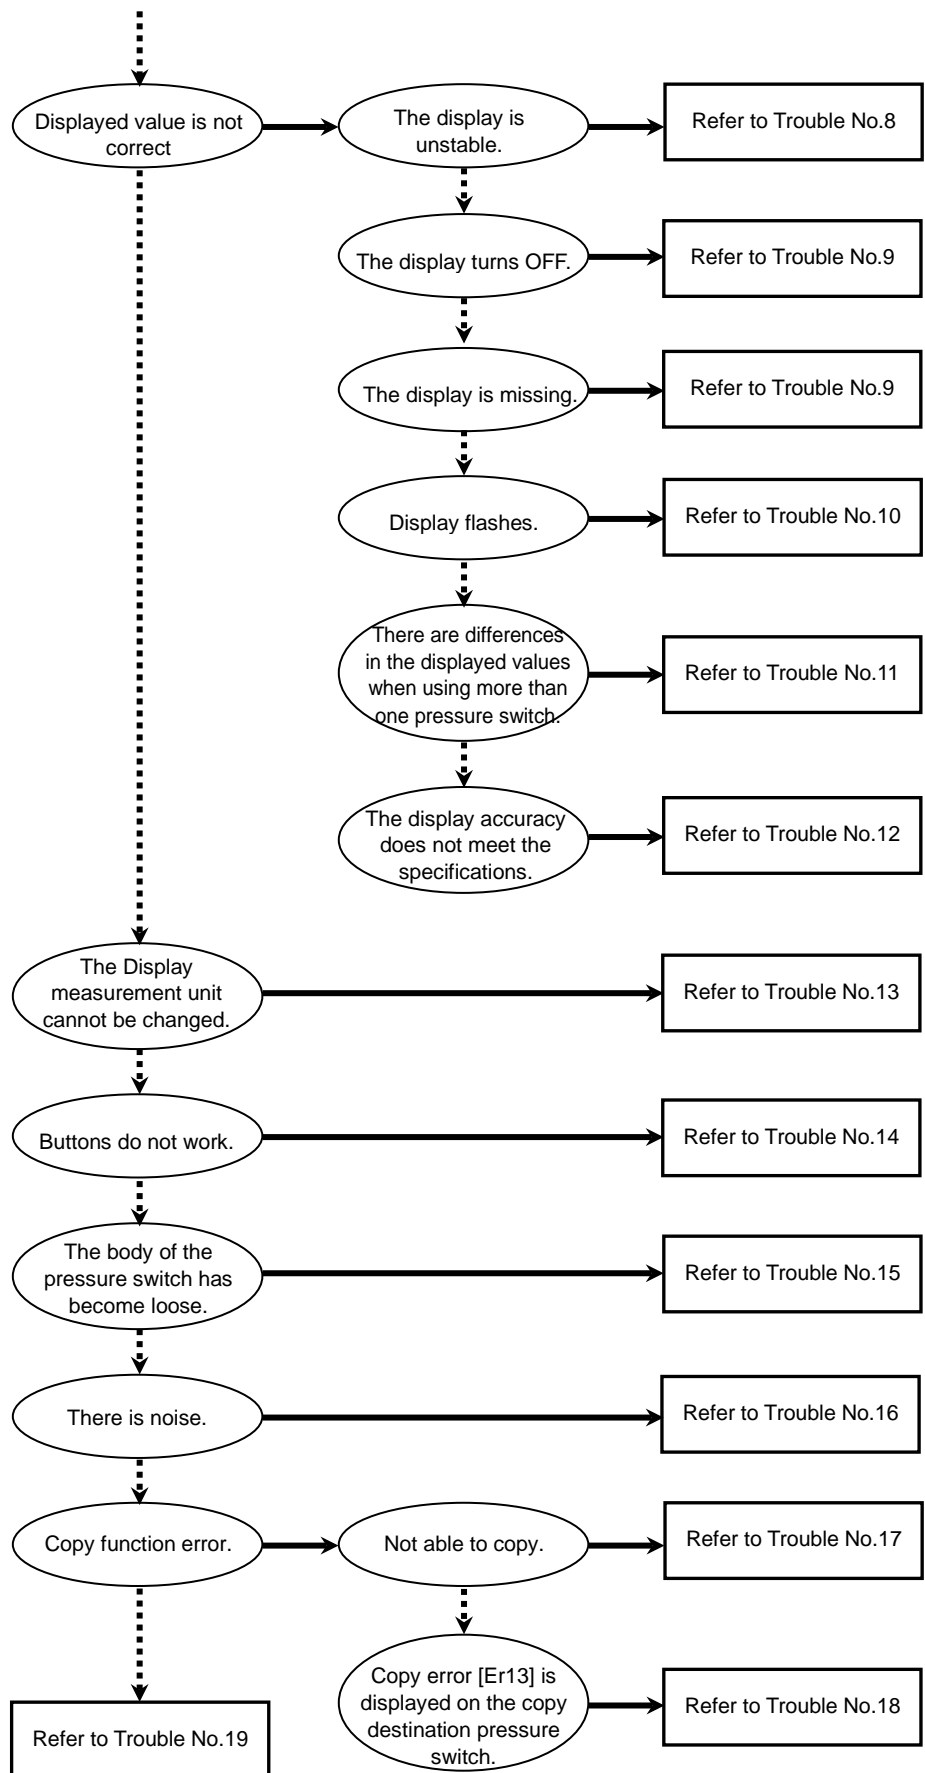 Displayed value is not
correct
The display is
unstable.
Refer to Trouble No.8
The display turns OFF.
Refer to Trouble No.9
The display is missing.
Refer to Trouble No.9
Display flashes.
Refer to Trouble No.10
There are differences
in the displayed values
when using more than
one pressure switch.
Refer to Trouble No.11
The display accuracy
does not meet the
specifications.
Refer to Trouble No.12
The Display
measurement unit
cannot be changed.
Refer to Trouble No.13
Buttons do not work.
Refer to Trouble No.14
The body of the
pressure switch has
become loose.
Refer to Trouble No.15
There is noise.
Refer to Trouble No.16
Copy function error.
Not able to copy.
Refer to Trouble No.17
Copy error [Er13] is
displayed on the copy
destination pressure
switch.
Refer to Trouble No.18
Refer to Trouble No.19